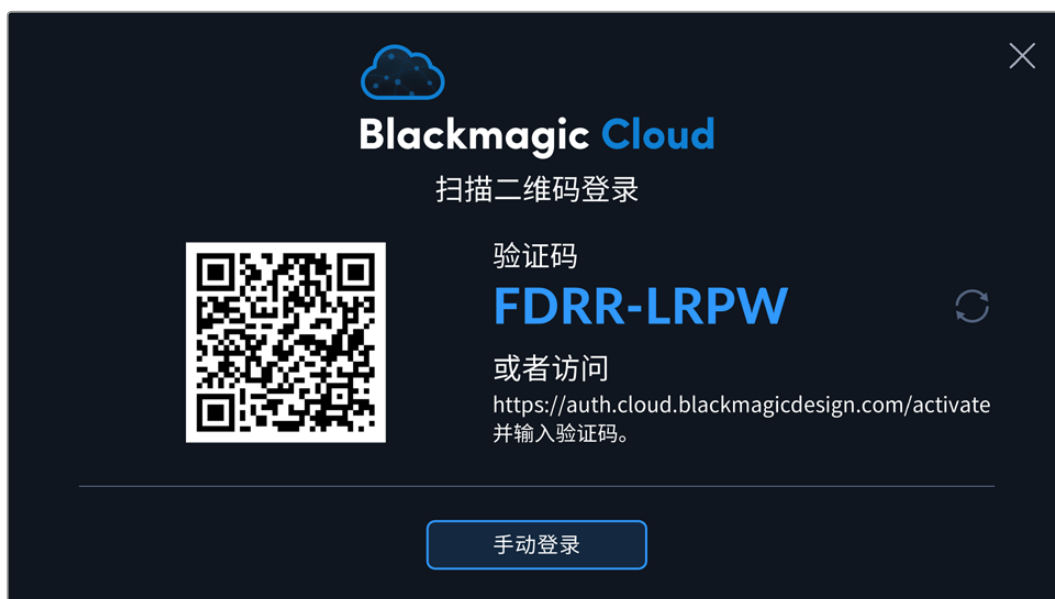 Blackmagic Cloud
扫描二维码登录
验证码
FDRR-LRPW
或者访问
https://auth.cloud.blackmagicdesign.com/activate
并输入验证码。
手动登录